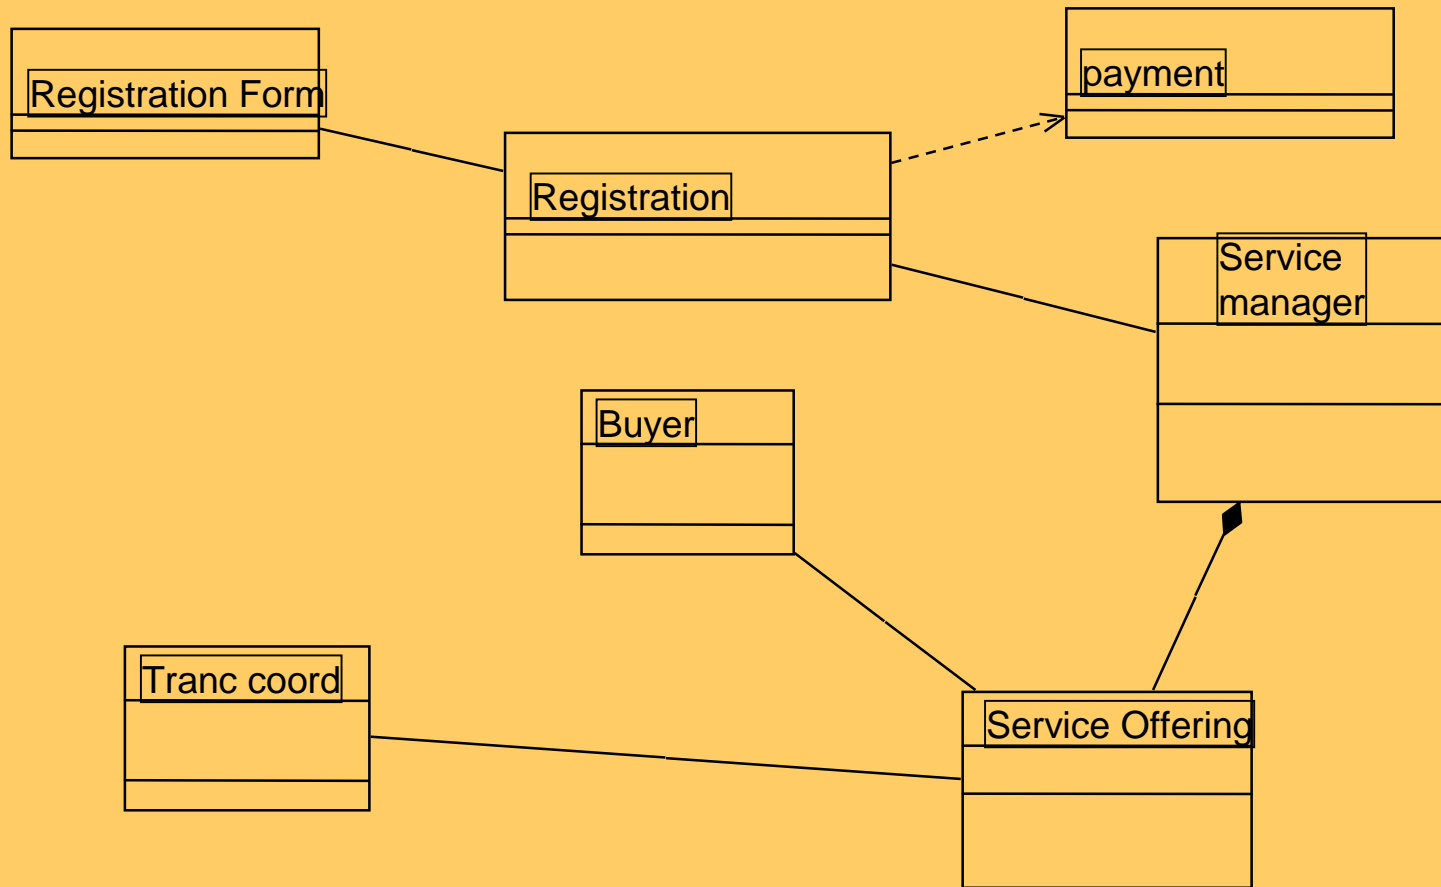 Registration Form
payment
Registration
Service
manager
Buyer
Tranc coord
Service Offering